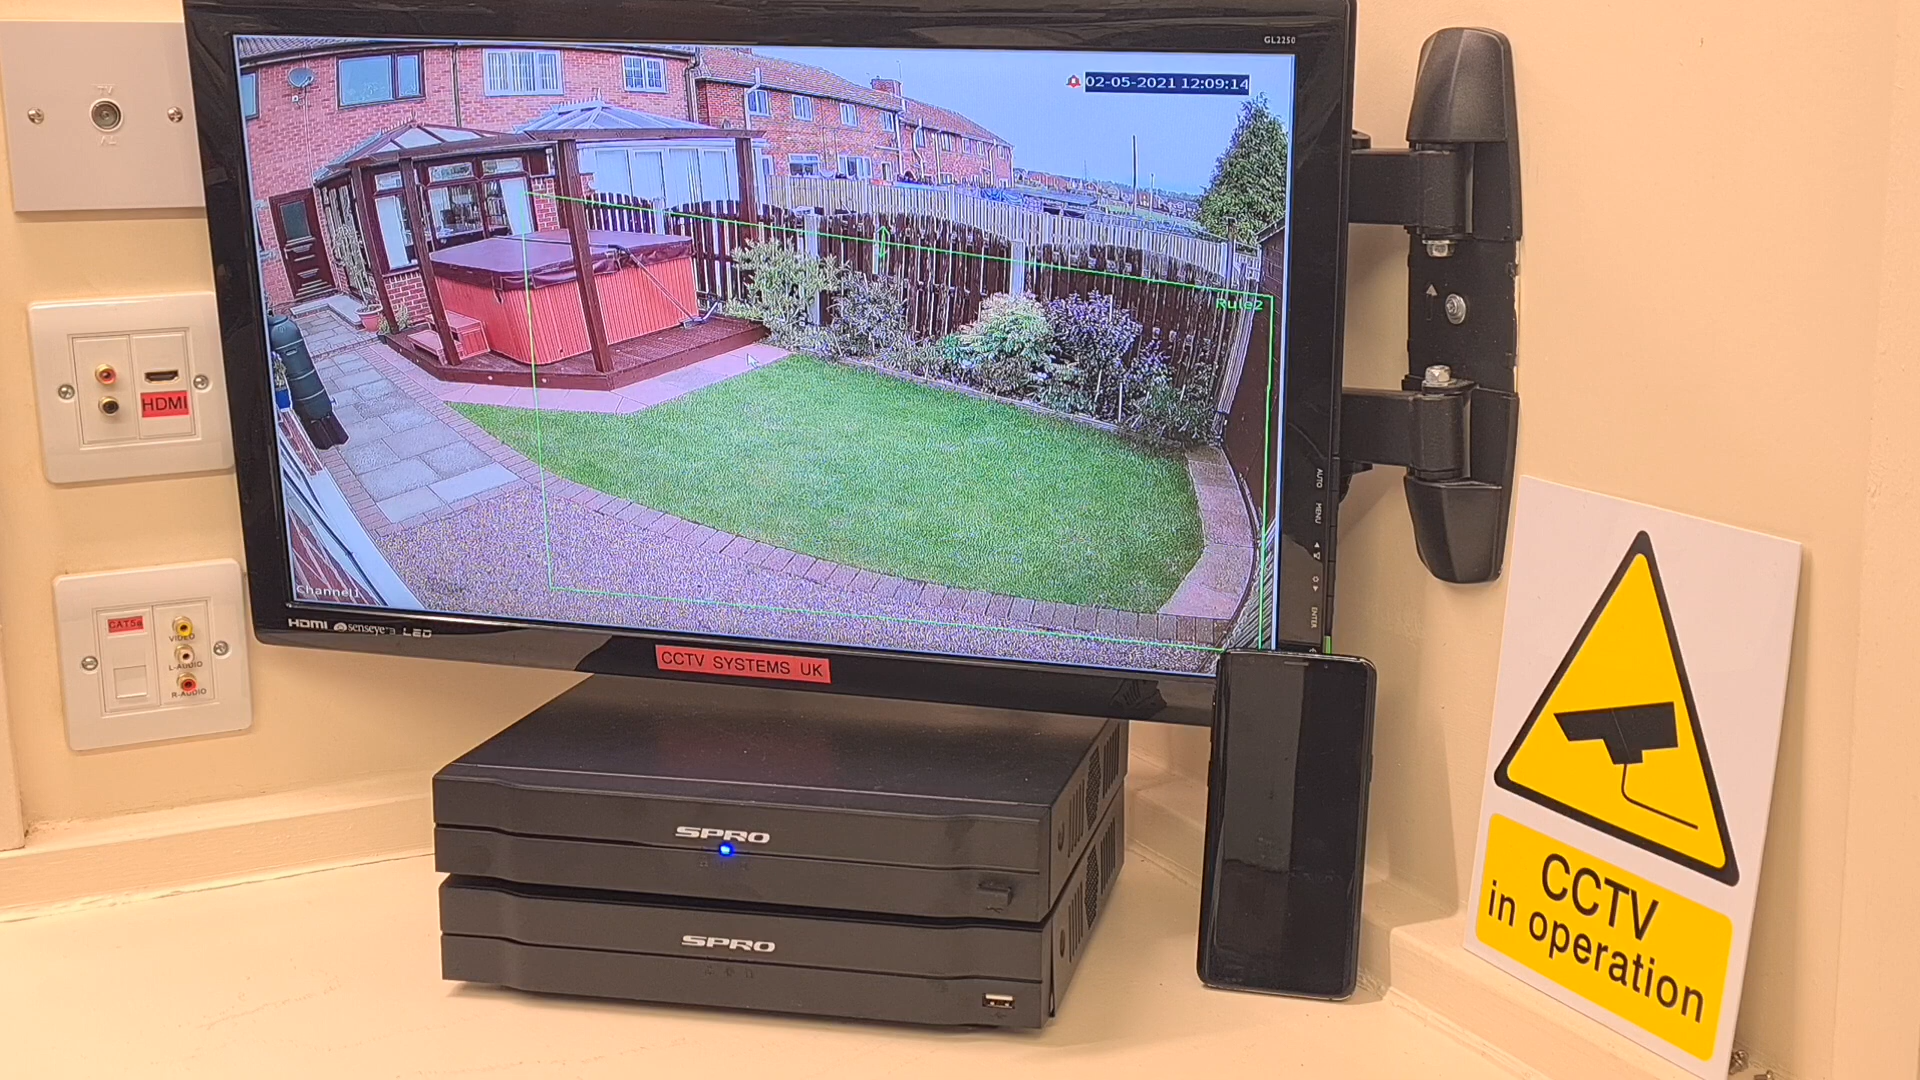 TV
GL2250
02-05-2021 12:09:14
Rule2
HDMI
AUTO
MENU
ENTER
Channel1
HDMI senseye 3 LED
CCTV SYSTEMS UK
CAT5e
VIDEO
L-AUDIO
R-AUDIO
SPRO
SPRO
CCTV
in operation